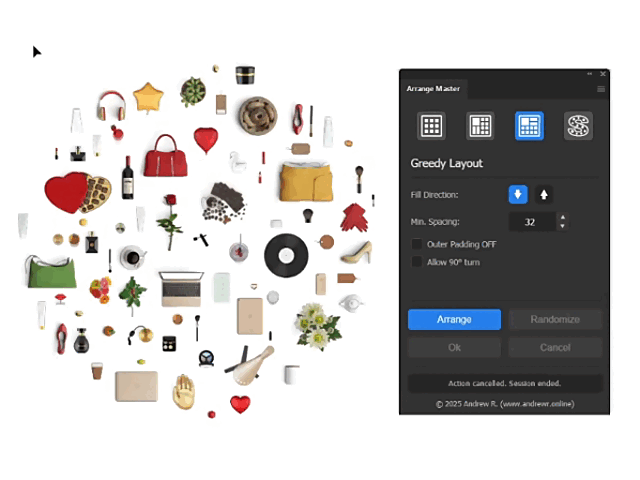 Arrange Master
Greedy Layout
Fill Direction:
Min. Spacing:
32
Outer Padding OFF
Allow 90° turn
Arrange
Randomize
Ok
Cancel
Action cancelled. Session ended.
© 2025 Andrew R. (www.andrewr.online)